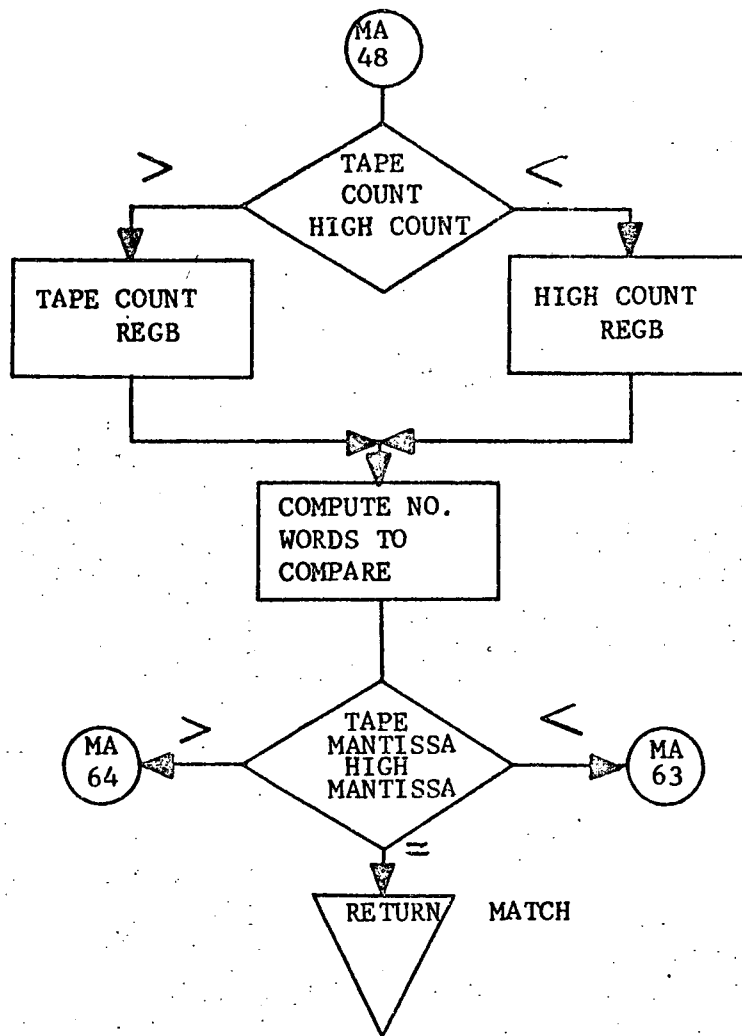 MA
48
>
<
TAPE
COUNT
HIGH COUNT
TAPE COUNT
REGB
HIGH COUNT
REGB
COMPUTE NO.
WORDS TO
COMPARE
>
<
TAPE
MANTISSA
HIGH
MANTISSA
MA
64
MA
63
=
RETURN
MATCH